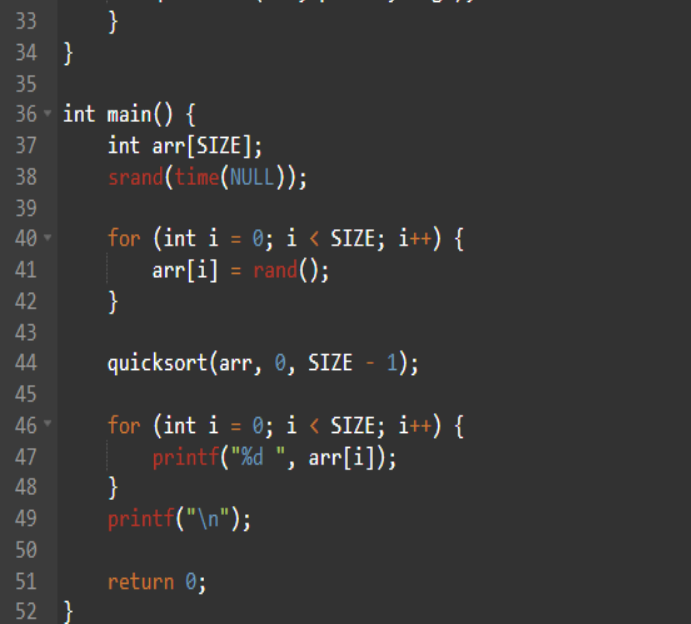 33 }
34 }
35
36 int main() {
37 int arr[SIZE];
38 srand(time(NULL));
39
40 for (int i = 0; i < SIZE; i++) {
41 arr[i] = rand();
42 }
43
44 quicksort(arr, 0, SIZE - 1);
45
46 for (int i = 0; i < SIZE; i++) {
47 printf("%d ", arr[i]);
48 }
49 printf("\n");
50
51 return 0;
52 }